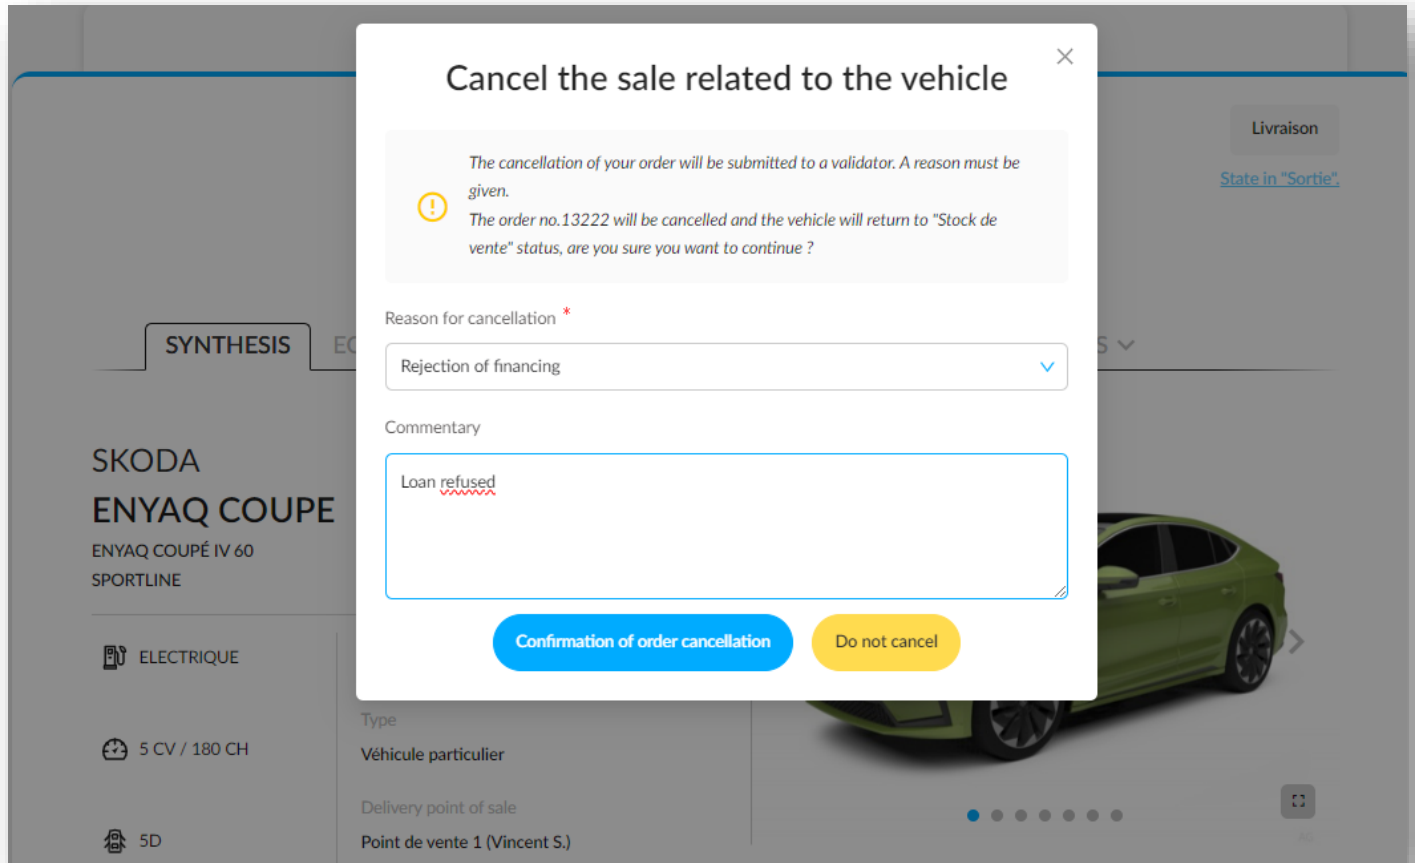 Cancel the sale related to the vehicle
The cancellation of your order will be submitted to a validator. A reason must be
given.
The order no.13222 will be cancelled and the vehicle will return to "Stock de
vente" status, are you sure you want to continue ?
Reason for cancellation *
Rejection of financing
Commentary
Loan refused
Confirmation of order cancellation
Do not cancel
Livraison
State in "Sortie".
SYNTHESIS
SKODA
ENYAQ COUPE
ENYAQ COUPÉ IV 60
SPORTLINE
ELECTRIQUE
5 CV / 180 CH
5D
Type
Véhicule particulier
Delivery point of sale
Point de vente 1 (Vincent S.)